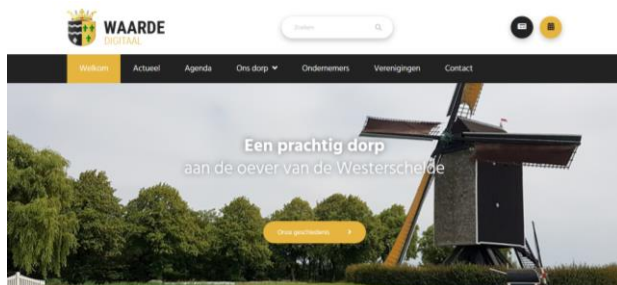 WAARDE
DIGITAAL
Zoeken
Welkom Actueel Agenda Ons dorp Ondernemers Verenigingen Contact
Een prachtig dorp
aan de oever van de Westerschelde
Onze geschiedenis